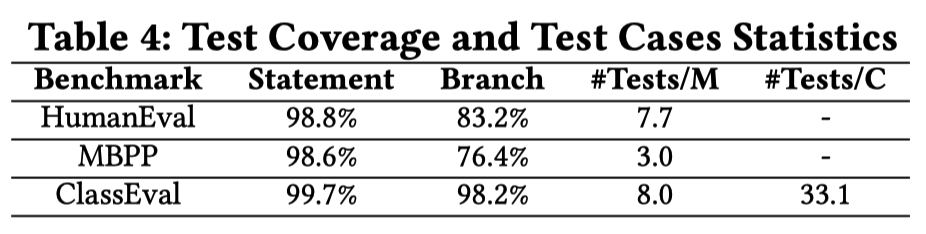 Table 4: Test Coverage and Test Cases Statistics
Benchmark Statement Branch #Tests/M #Tests/C
HumanEval 98.8% 83.2% 7.7 -
MBPP 98.6% 76.4% 3.0 -
ClassEval 99.7% 98.2% 8.0 33.1